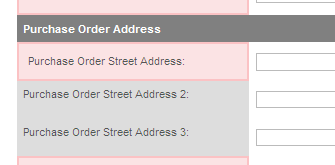 Purchase Order Address
Purchase Order Street Address:
Purchase Order Street Address 2:
Purchase Order Street Address 3: